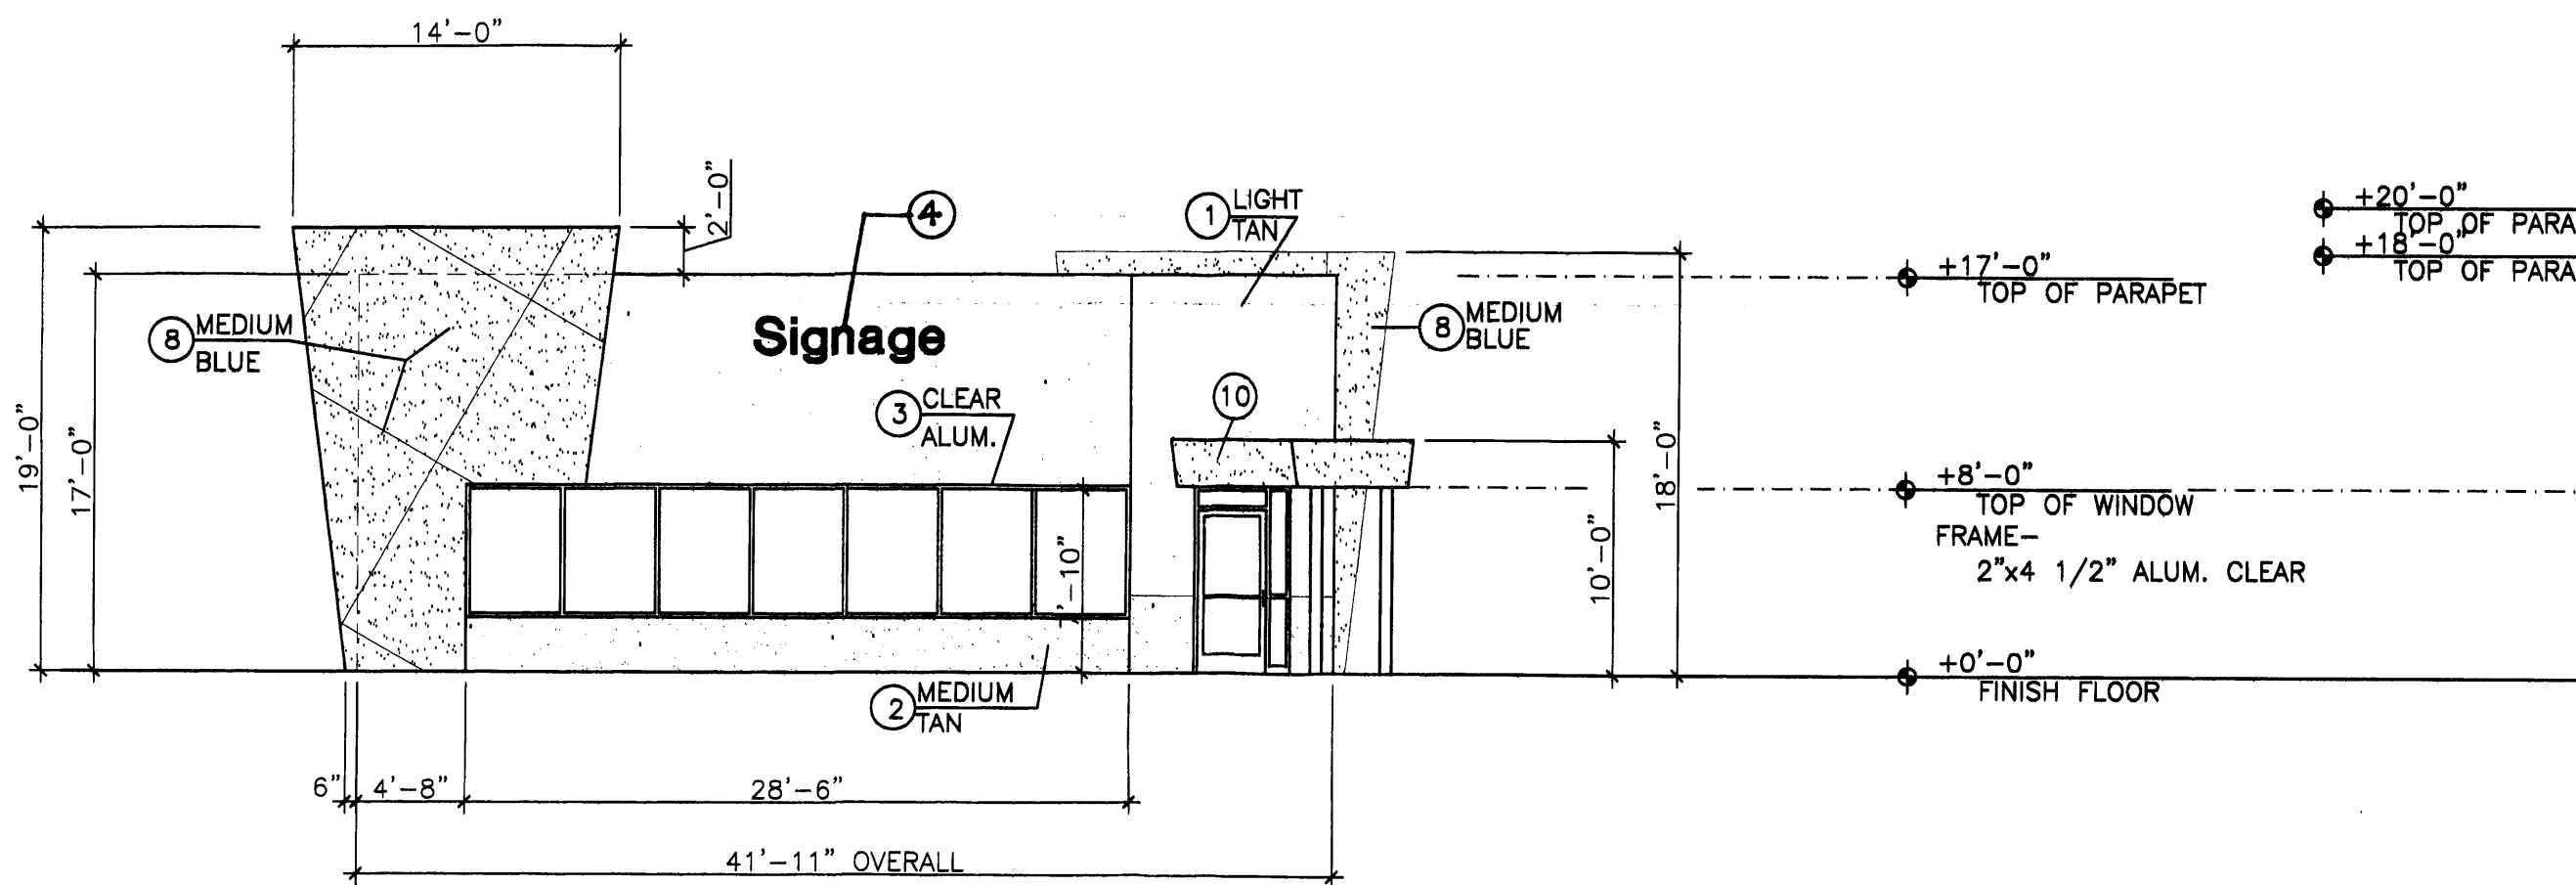 14'-0"
2'-0"
4
1 LIGHT
TAN
+20'-0"
TOP OF PARA
+18'-0"
TOP OF PARA
+17'-0"
TOP OF PARAPET
8 MEDIUM
BLUE
Signage
8 MEDIUM
BLUE
3 CLEAR
ALUM.
10
19'-0"
17'-0"
18'-0"
10'-0"
+8'-0"
TOP OF WINDOW
FRAME-
2"x4 1/2" ALUM. CLEAR
'-10"
+0'-0"
FINISH FLOOR
2 MEDIUM
TAN
6"
4'-8"
28'-6"
41'-11" OVERALL